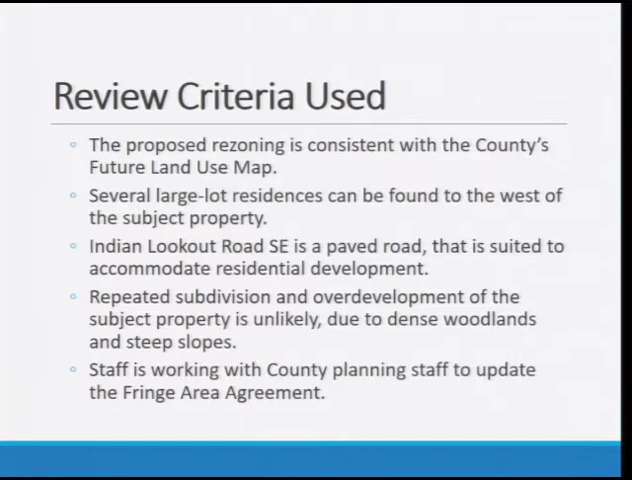 Review Criteria Used
The proposed rezoning is consistent with the County's
Future Land Use Map.
Several large-lot residences can be found to the west of
the subject property.
Indian Lookout Road SE is a paved road, that is suited to
accommodate residential development.
Repeated subdivision and overdevelopment of the
subject property is unlikely, due to dense woodlands
and steep slopes.
Staff is working with County planning staff to update
the Fringe Area Agreement.